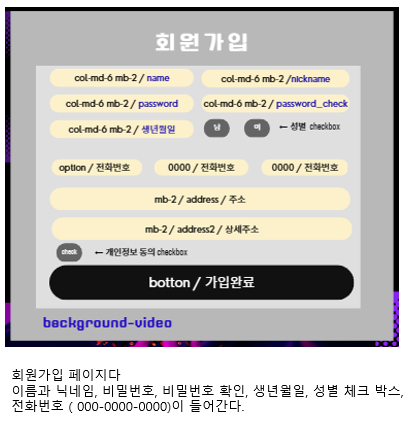 회원가입
col-md-6 mb-2 / name
col-md-6 mb-2 /nickname
col-md-6 mb-2 / password
col-md-6 mb-2 / password_check
col-md-6 mb-2 / 생년월일
남
여
← 성별 checkbox
option / 전화번호
0000 / 전화번호
0000 / 전화번호
mb-2 / address / 주소
mb-2 / address2 / 상세주소
check
← 개인정보 동의 checkbox
botton / 가입완료
background-video
회원가입 페이지다
이름과 닉네임, 비밀번호, 비밀번호 확인, 생년월일, 성별 체크 박스,
전화번호 ( 000-0000-0000)이 들어간다.